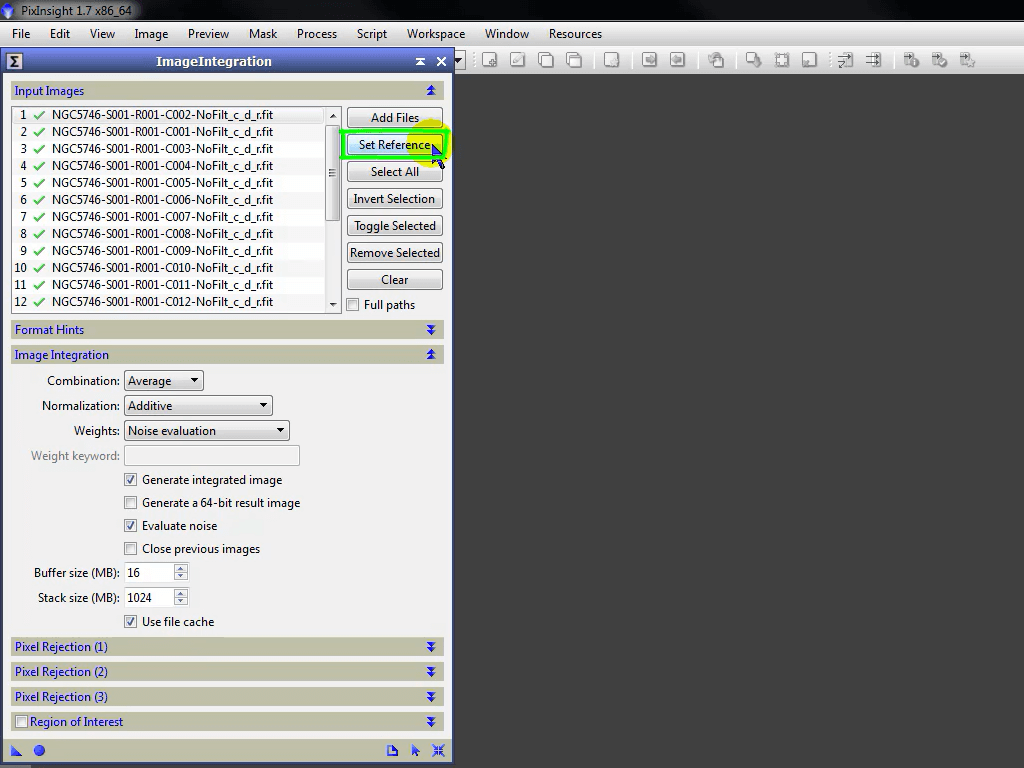 PixInsight 1.7 x86_64
File Edit View Image Preview Mask Process Script Workspace Window Resources
ImageIntegration
Input Images
1 NGC5746-S001-R001-C002-NoFilt_c_d_r.fit
2 NGC5746-S001-R001-C001-NoFilt_c_d_r.fit
3 NGC5746-S001-R001-C003-NoFilt_c_d_r.fit
4 NGC5746-S001-R001-C004-NoFilt_c_d_r.fit
5 NGC5746-S001-R001-C005-NoFilt_c_d_r.fit
6 NGC5746-S001-R001-C006-NoFilt_c_d_r.fit
7 NGC5746-S001-R001-C007-NoFilt_c_d_r.fit
8 NGC5746-S001-R001-C008-NoFilt_c_d_r.fit
9 NGC5746-S001-R001-C009-NoFilt_c_d_r.fit
10 NGC5746-S001-R001-C010-NoFilt_c_d_r.fit
11 NGC5746-S001-R001-C011-NoFilt_c_d_r.fit
12 NGC5746-S001-R001-C012-NoFilt_c_d_r.fit
Add Files
Set Reference
Select All
Invert Selection
Toggle Selected
Remove Selected
Clear
Full paths
Format Hints
Image Integration
Combination: Average
Normalization: Additive
Weights: Noise evaluation
Weight keyword:
Generate integrated image
Generate a 64-bit result image
Evaluate noise
Close previous images
Buffer size (MB): 16
Stack size (MB): 1024
Use file cache
Pixel Rejection (1)
Pixel Rejection (2)
Pixel Rejection (3)
Region of Interest